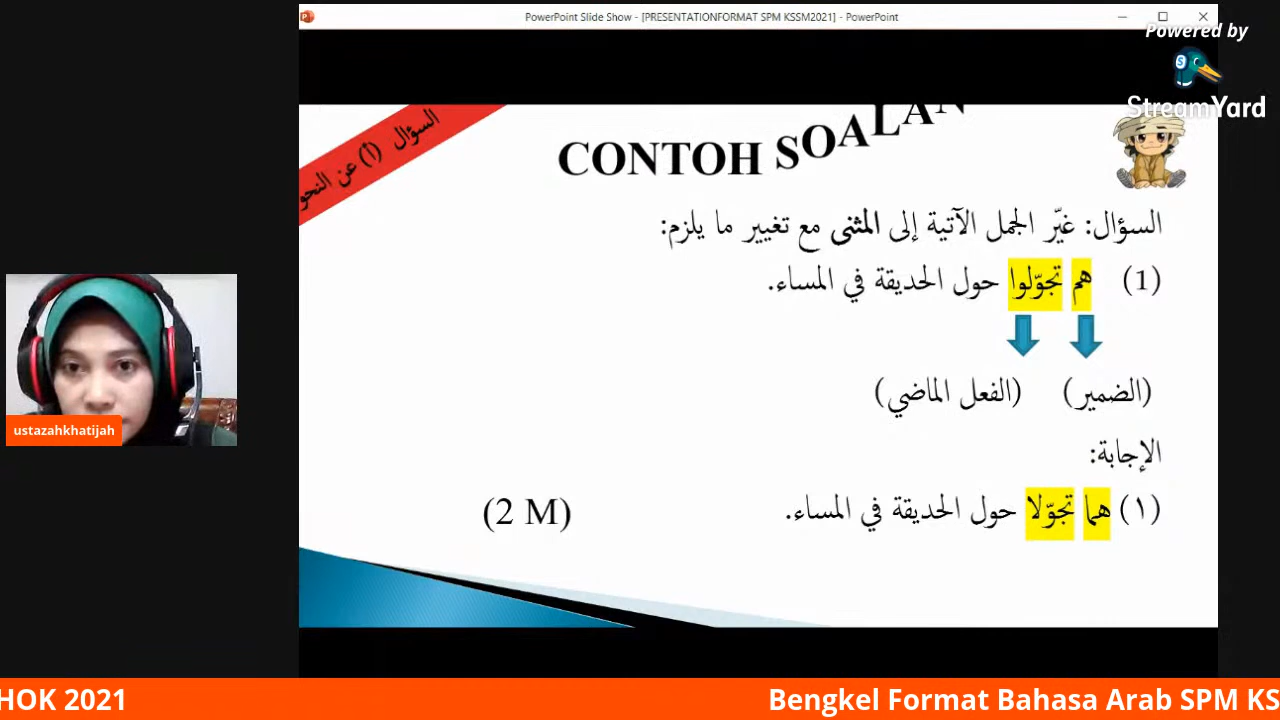 PowerPoint Slide Show - [PRESENTATIONFORMAT SPM KSSM2021] - PowerPoint
Powered by
StreamYard
السؤال (أ) عن النحو
CONTOH SOALAN
السؤال: غيّر الجمل الآتية إلى المثنى مع تغيير ما يلزم:
(1) هم تجوّلوا حول الحديقة في المساء.
(الضمير) (الفعل الماضي)
الإجابة:
(١) هما تجوّلا حول الحديقة في المساء. (2 M)
ustazahkhatijah
HOK 2021
Bengkel Format Bahasa Arab SPM KS